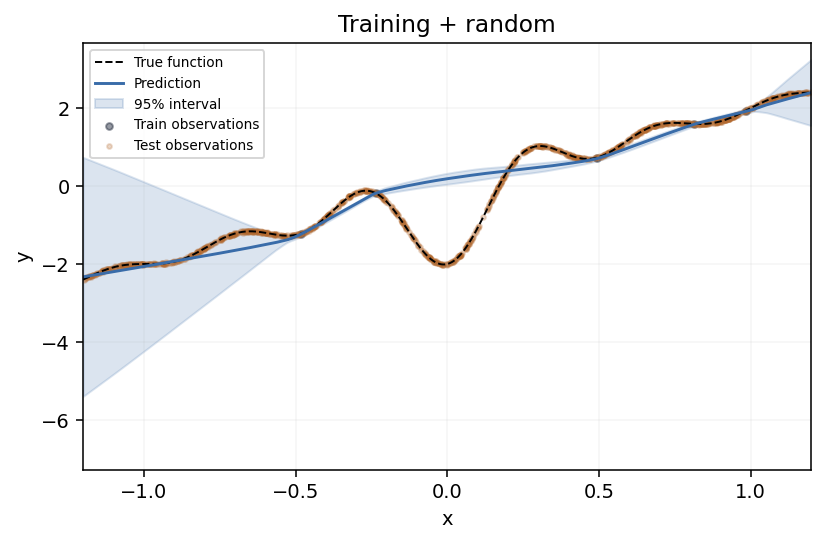 Training + random
True function
Prediction
95% interval
Train observations
Test observations
2
0
−2
−4
−6
y
−1.0 −0.5 0.0 0.5 1.0
x